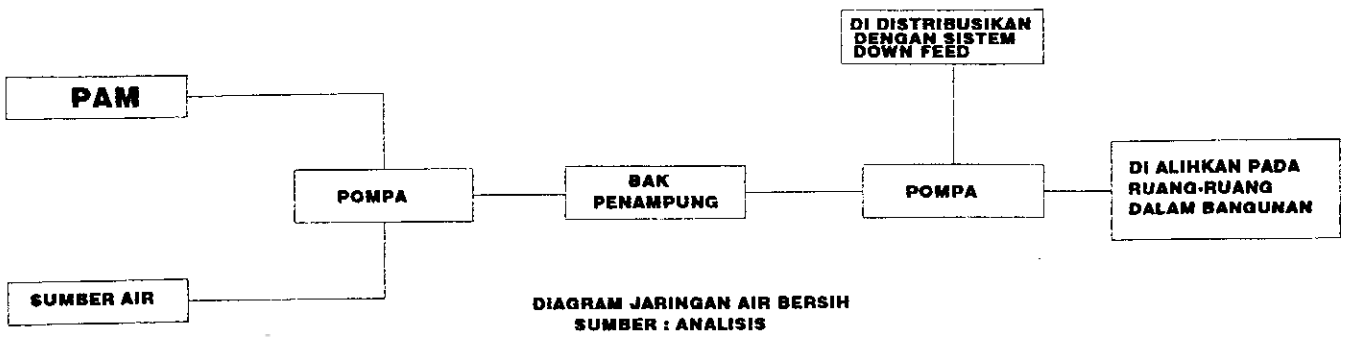 DI DISTRIBUSIKAN
DENGAN SISTEM
DOWN FEED
PAM
POMPA
BAK
PENAMPUNG
POMPA
DI ALIHKAN PADA
RUANG-RUANG
DALAM BANGUNAN
SUMBER AIR
DIAGRAM JARINGAN AIR BERSIH
SUMBER : ANALISIS